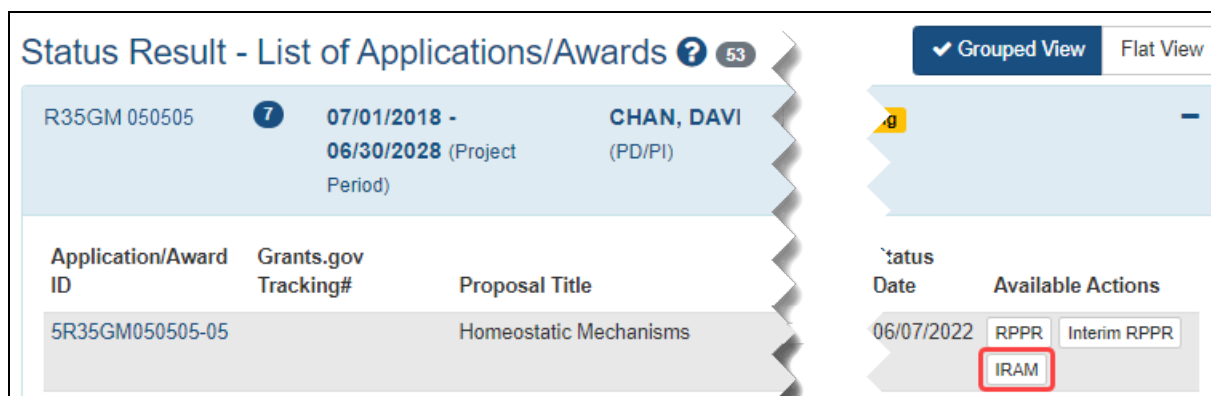 Status Result - List of Applications/Awards ? 53
✔ Grouped View Flat View
R35GM 050505 7 07/01/2018 - CHAN, DAVI
06/30/2028 (Project (PD/PI)
Period)
Application/Award Grants.gov
ID Tracking# Proposal Title Date Available Actions
5R35GM050505-05 Homeostatic Mechanisms 06/07/2022 RPPR Interim RPPR
IRAM